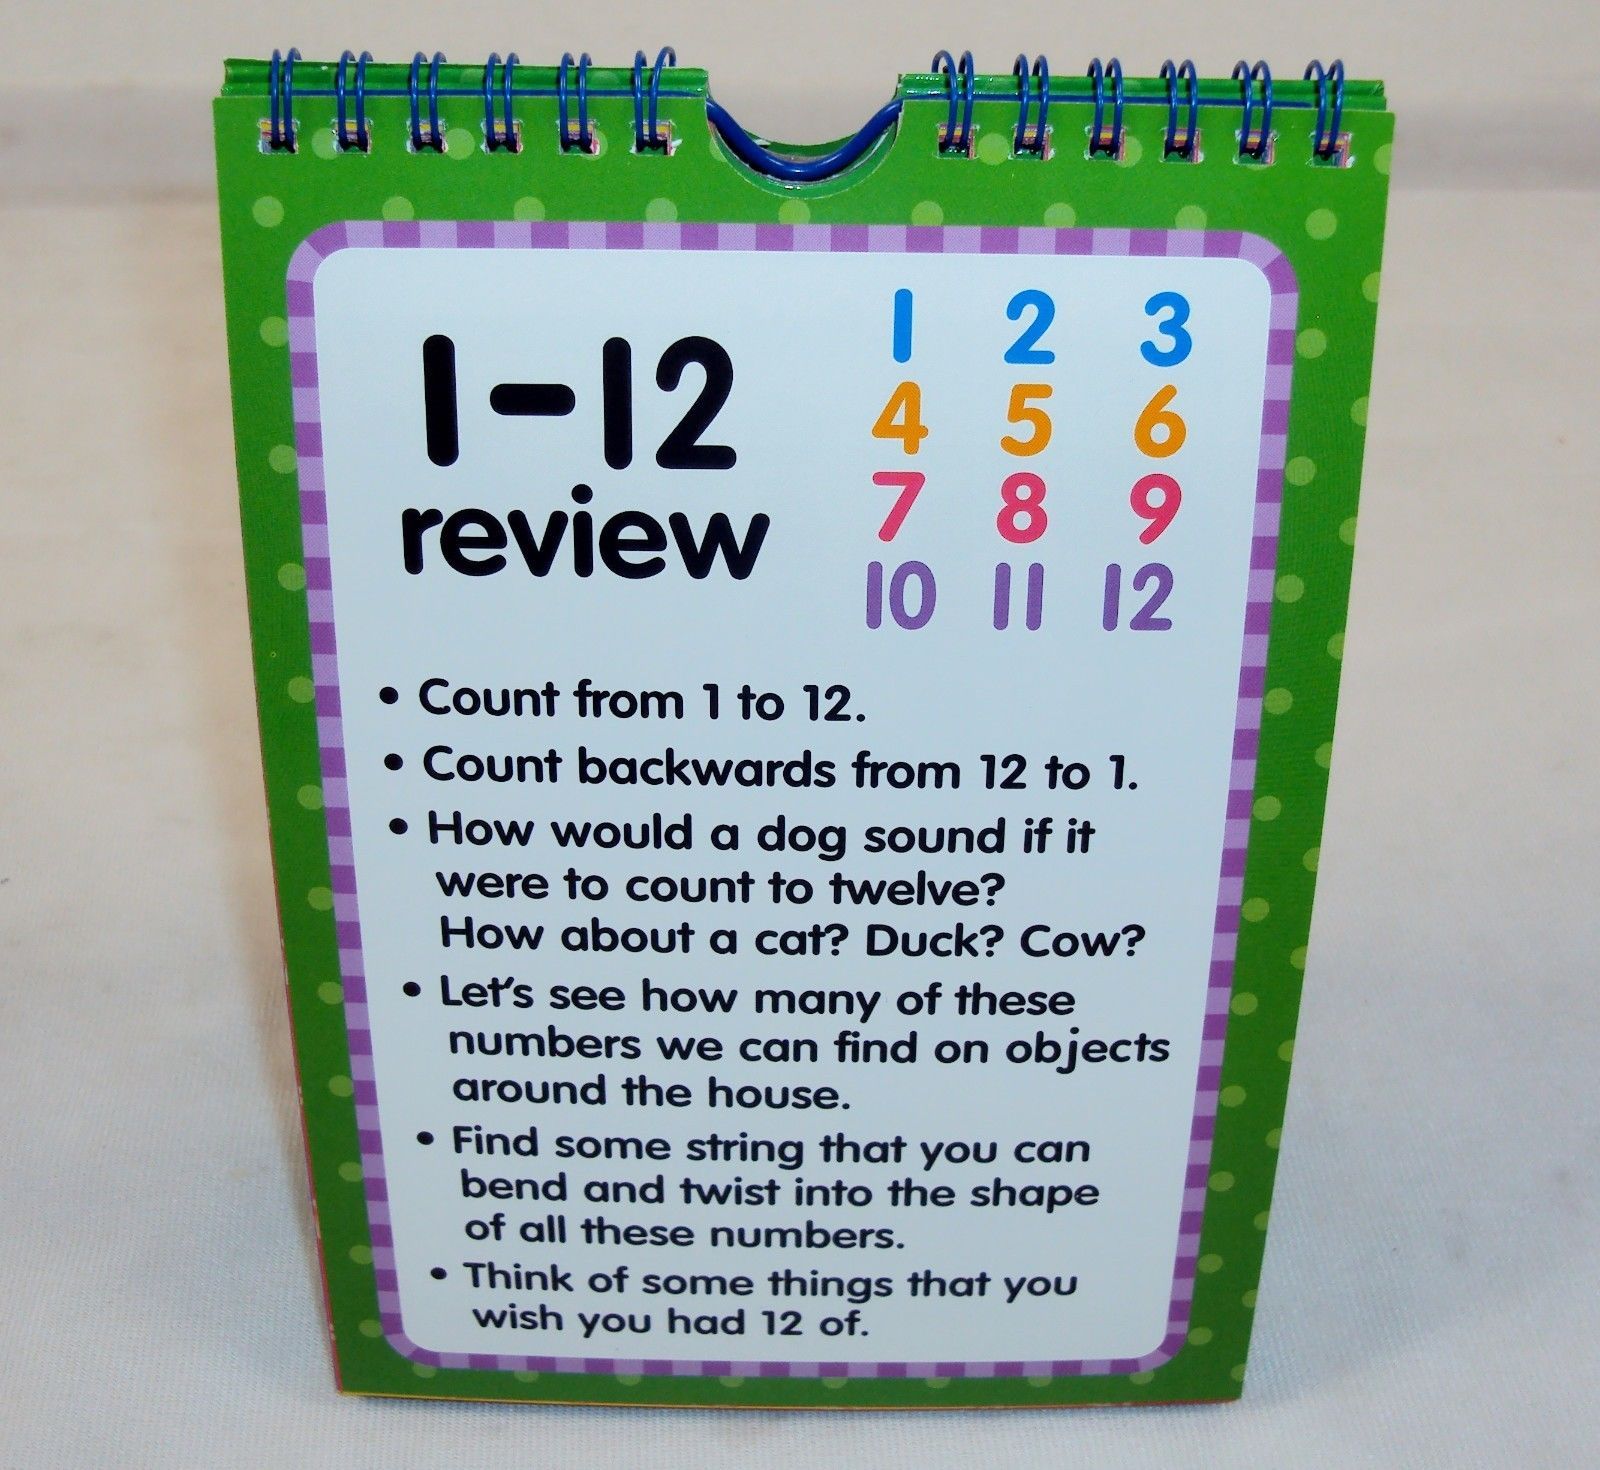 1-12
review
1 2 3
4 5 6
7 8 9
10 11 12
• Count from 1 to 12.
• Count backwards from 12 to 1.
• How would a dog sound if it
were to count to twelve?
How about a cat? Duck? Cow?
• Let's see how many of these
numbers we can find on objects
around the house.
• Find some string that you can
bend and twist into the shape
of all these numbers.
• Think of some things that you
wish you had 12 of.